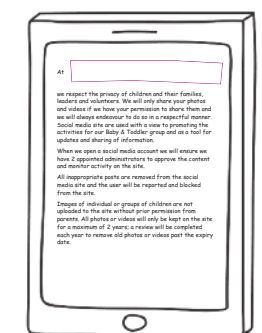 At
we respect the privacy of children and their families,
leaders and volunteers. We will only share your photos
and videos if we have your permission to share them and
we will always endeavour to do so in a respectful manner.
Social media site are used with a view to promoting the
activities for our Baby & Toddler group and as a tool for
updates and sharing of information.
When we open a social media account we will ensure we
have 2 appointed administrators to approve the content
and monitor activity on the site.
All inappropriate posts are removed from the social
media site and the user will be reported and blocked
from the site.
Images of individual or groups of children are not
uploaded to the site without prior permission from
parents. All photos or videos will only be kept on the site
for a maximum of 2 years; a review will be completed
each year to remove old photos or videos past the expiry
date.